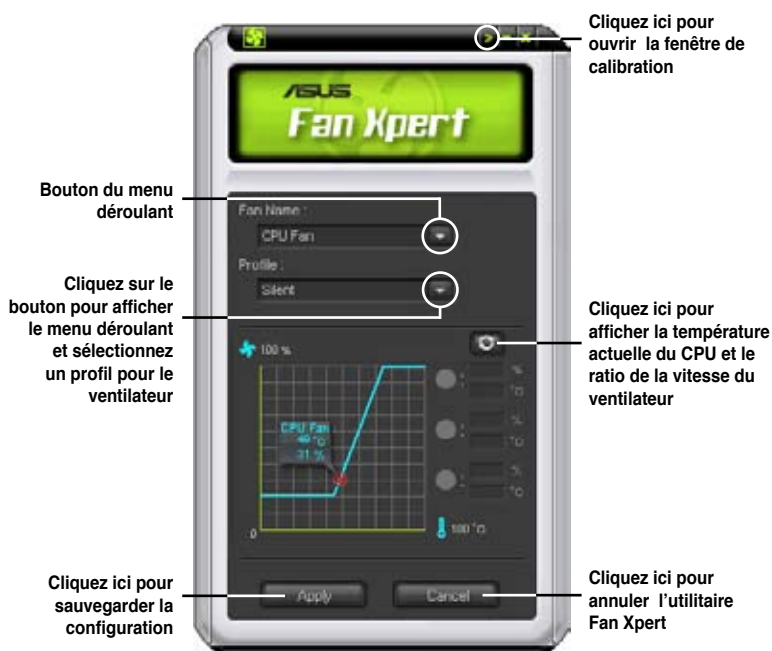 Cliquez ici pour
ouvrir la fenêtre de
calibration
ASUS
Fan Xpert
Bouton du menu
déroulant
Fan Name :
CPU Fan
Profile :
Silent
Cliquez sur le
bouton pour afficher
le menu déroulant
et sélectionnez
un profil pour le
ventilateur
Cliquez ici pour
afficher la température
actuelle du CPU et le
ratio de la vitesse du
ventilateur
100 %
%
°C
CPU Fan
°C
31 %
%
°C
%
°C
0
100 °C
Cliquez ici pour
sauvegarder la
configuration
Apply
Cancel
Cliquez ici pour
annuler l'utilitaire
Fan Xpert